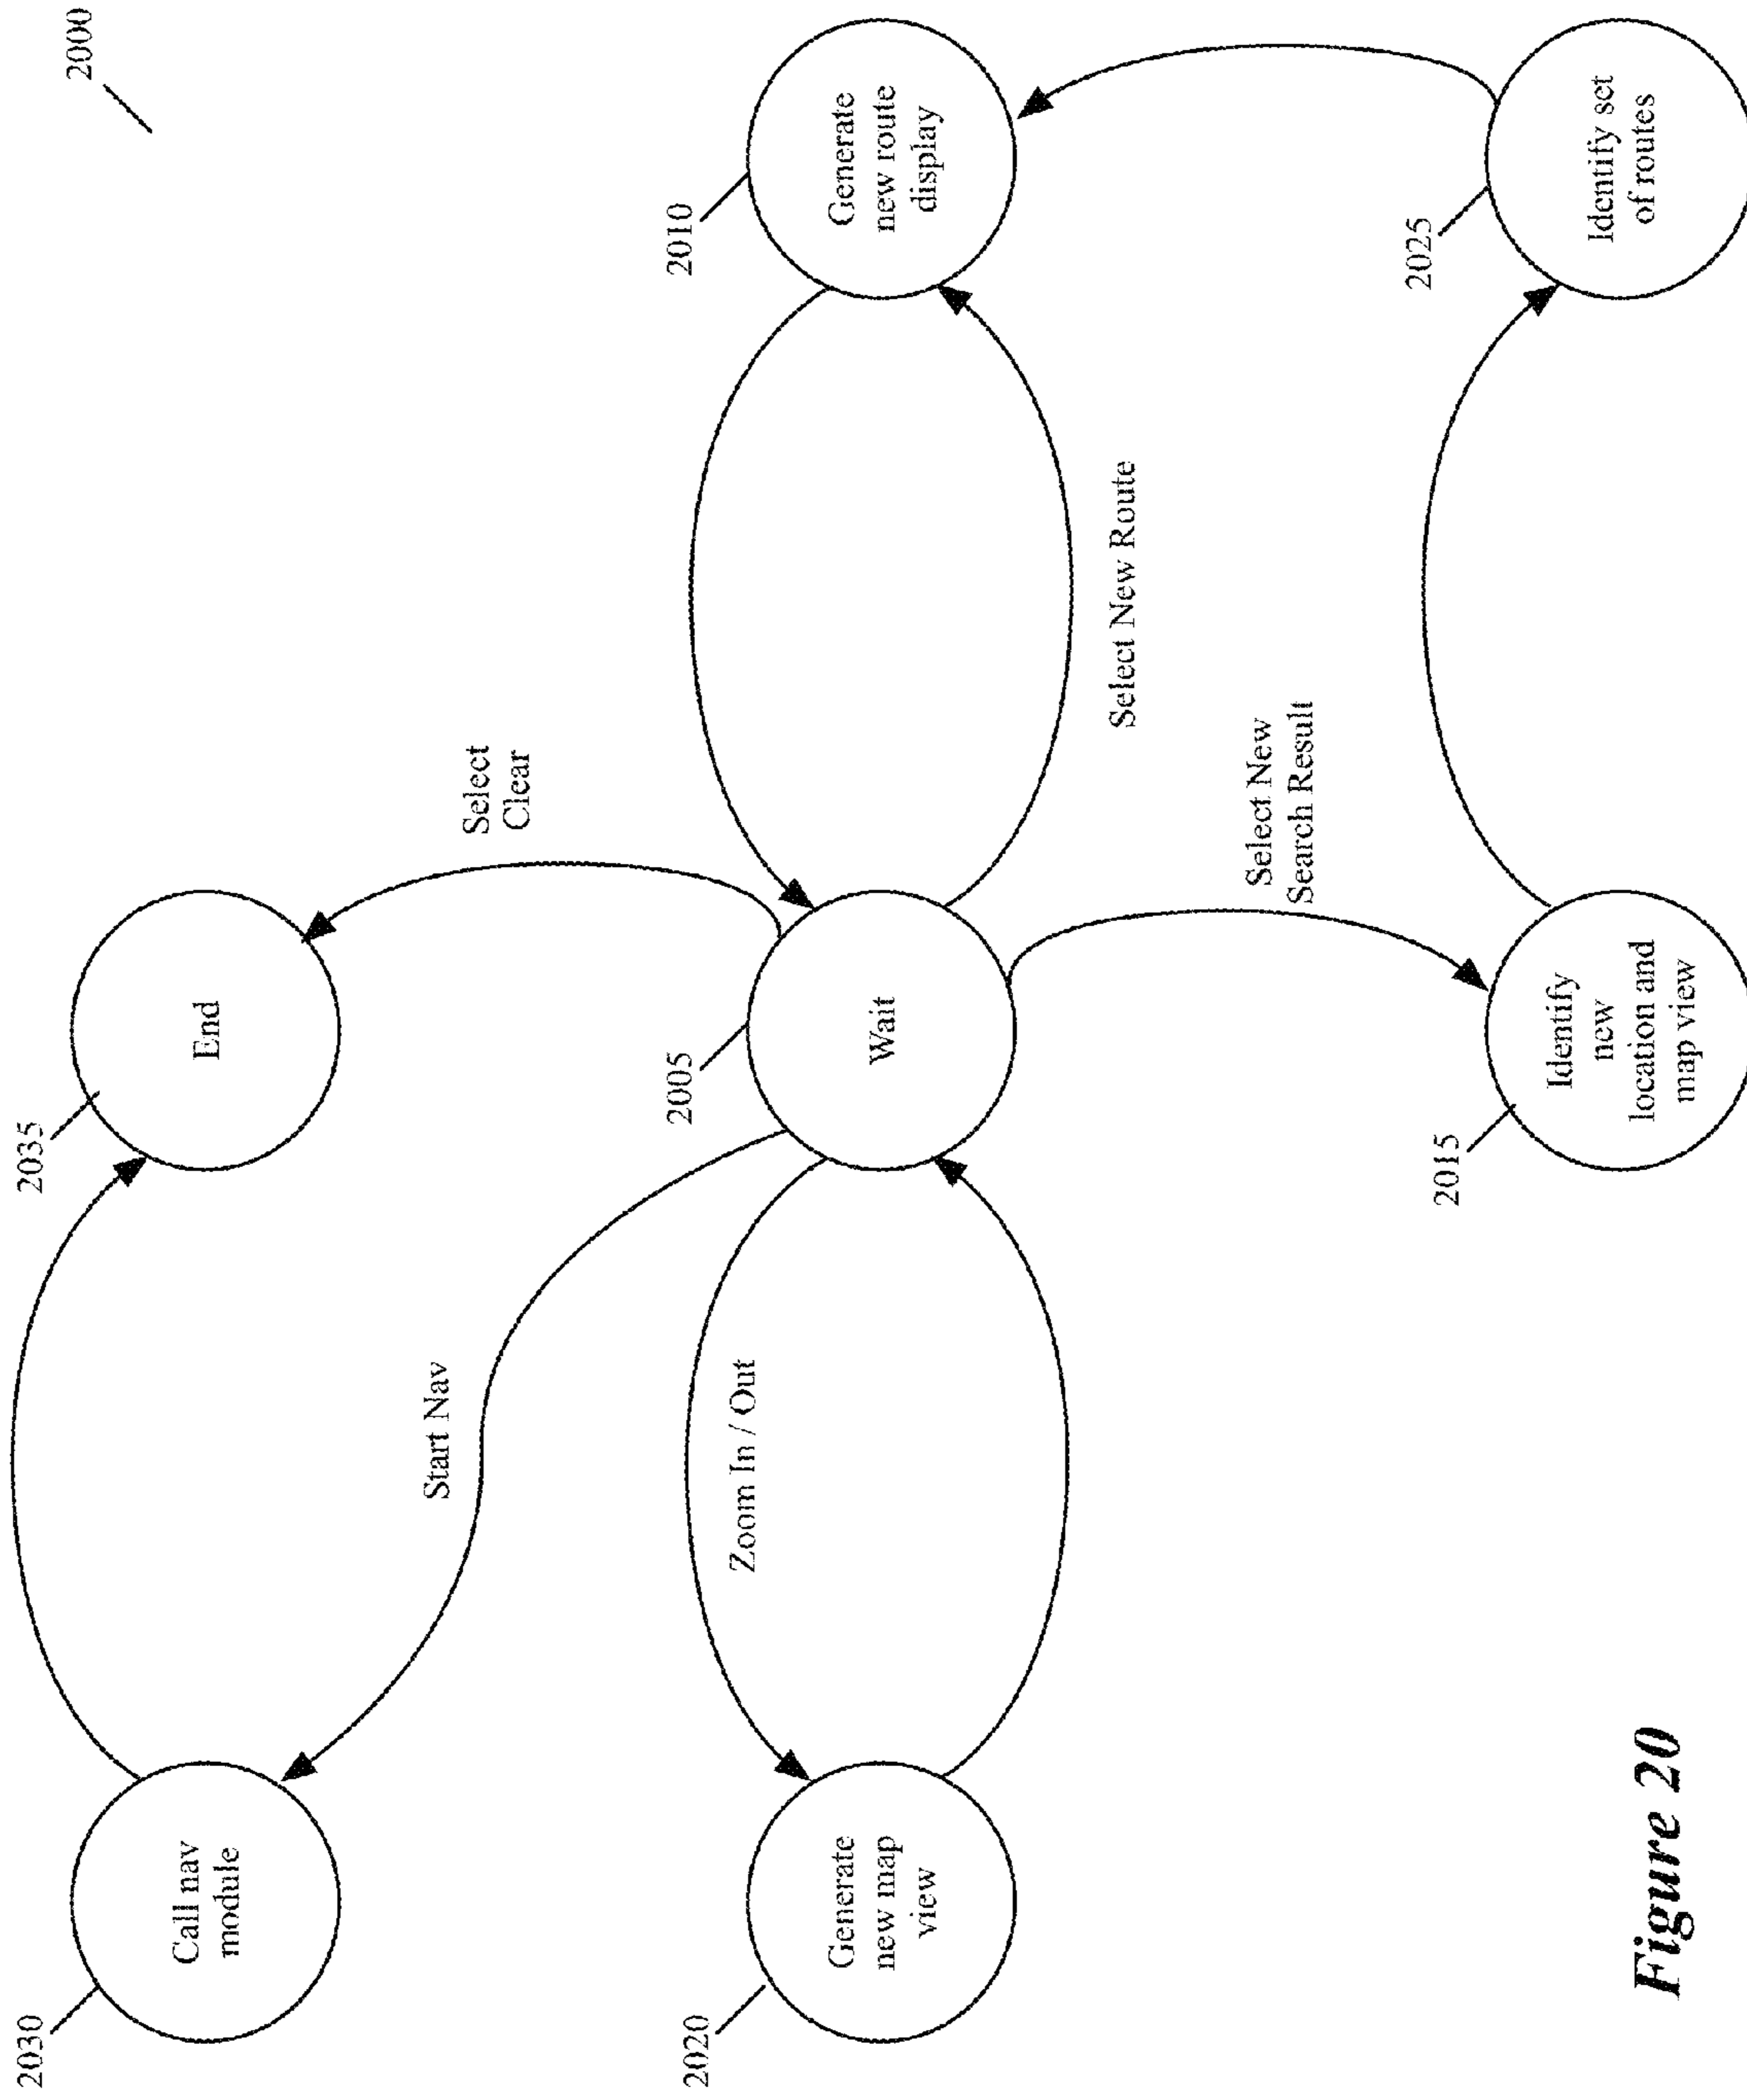 2000
2030
Call nav
module
2035
End
Start Nav
Select
Clear
2020
Generate
new map
view
Zoom In / Out
2005
Wait
2010
Generate
new route
display
Select New Route
Select New
Search Result
2015
Identify
new
location and
map view
2025
Identify set
of routes
Figure 20